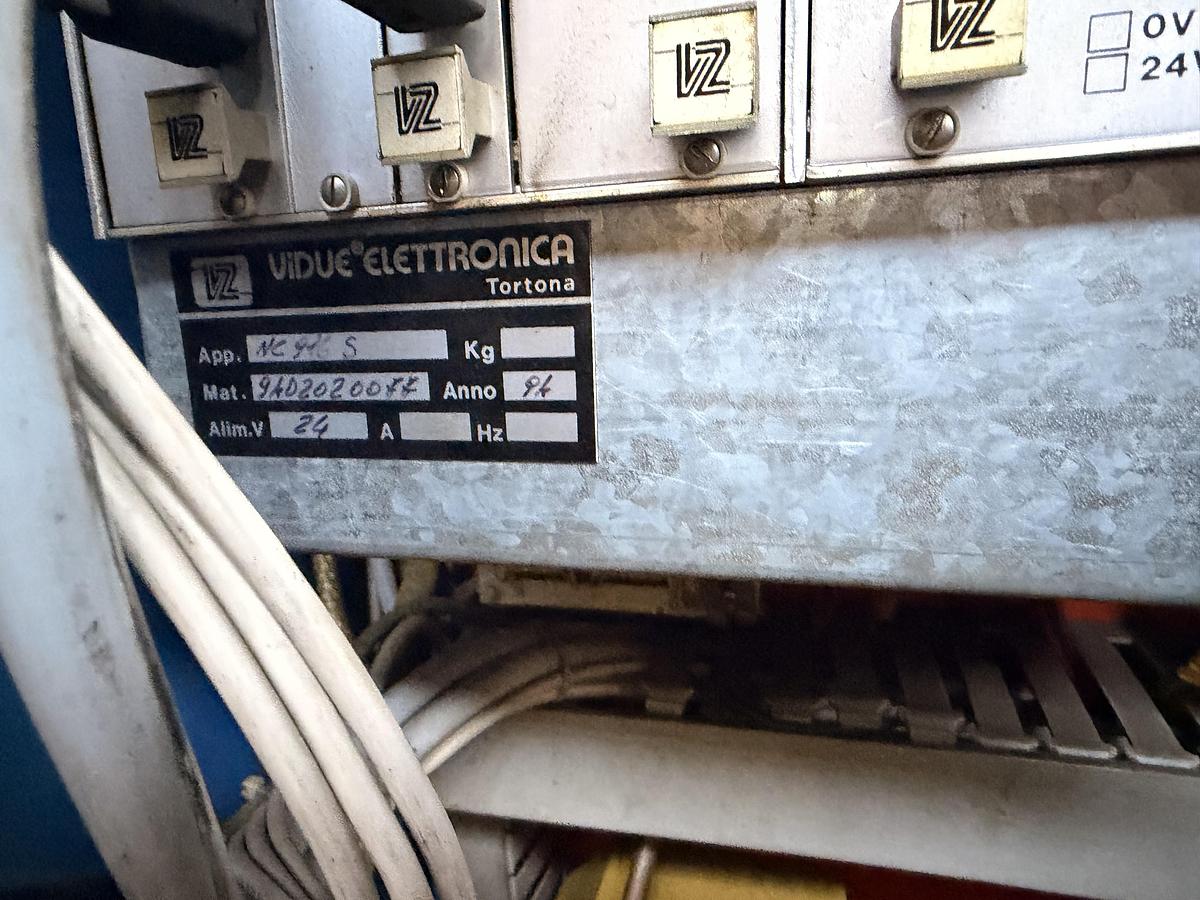 VZ
VZ
VZ
VZ
0V
24V
VZ
ViDUE® ELETTRONICA
Tortona
App. S Kg
Mat. Anno
Alim.V 24 A Hz